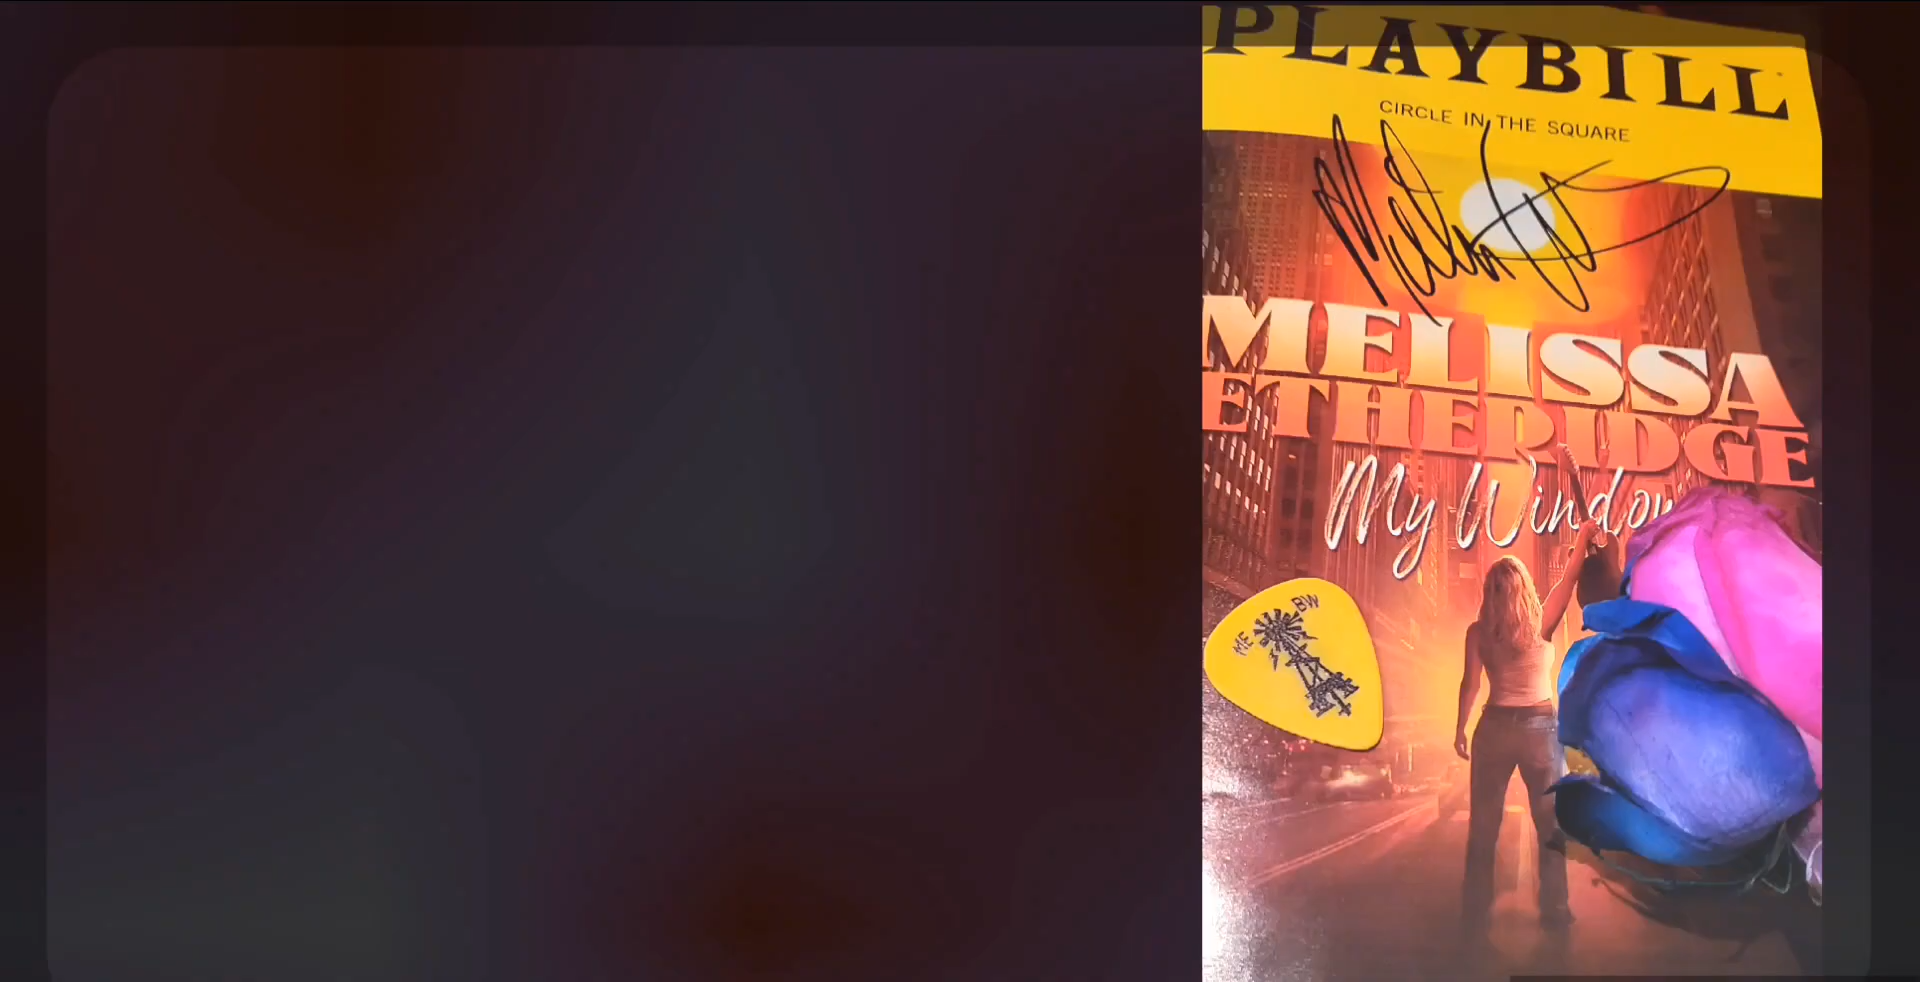 PLAYBILL
CIRCLE IN THE SQUARE
MELISSA
ETHERIDGE
My Window
ME BW